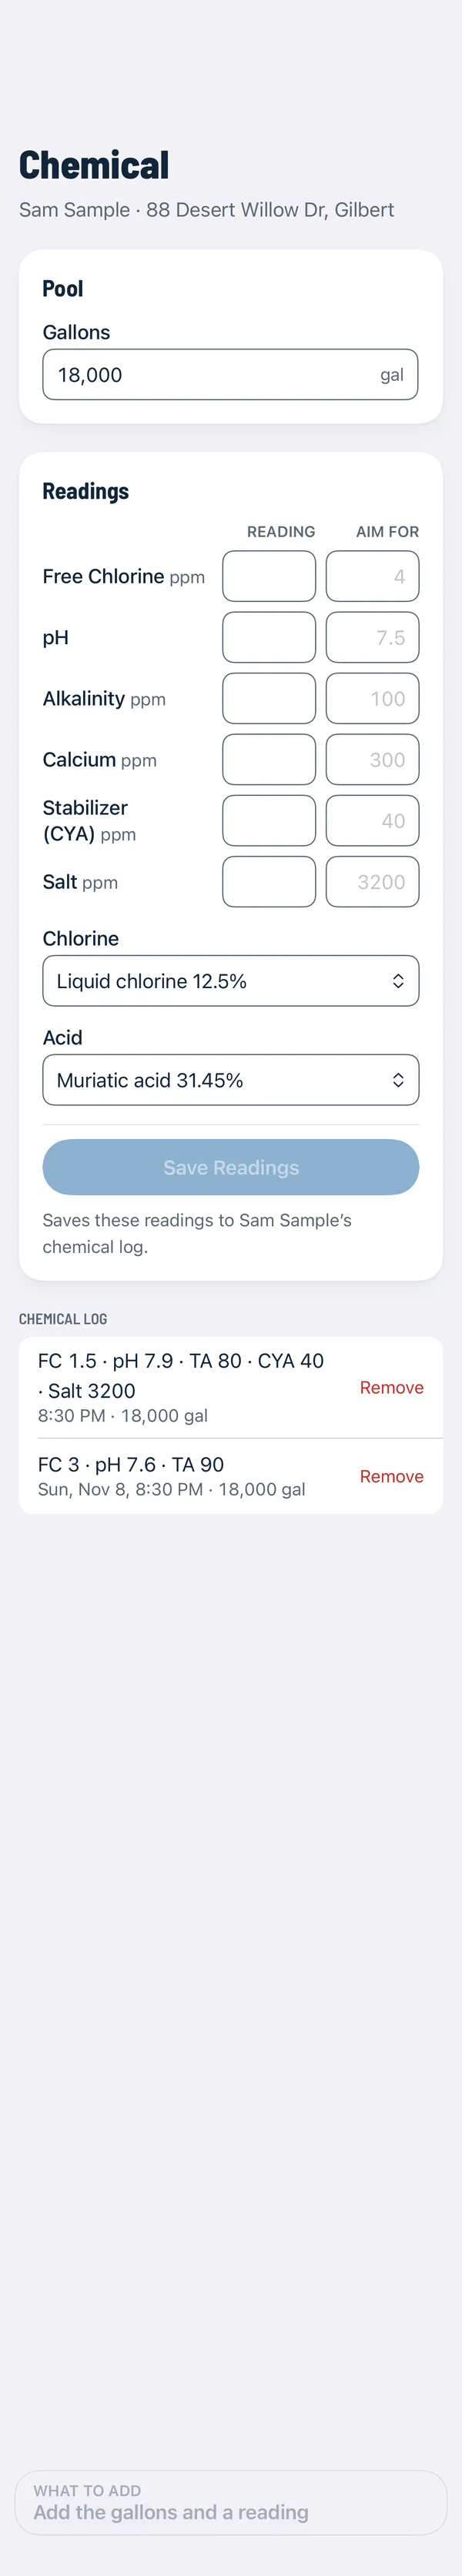 Chemical
Sam Sample · 88 Desert Willow Dr, Gilbert
Pool
Gallons
18,000 gal
Readings
READING AIM FOR
Free Chlorine ppm 4
pH 7.5
Alkalinity ppm 100
Calcium ppm 300
Stabilizer
(CYA) ppm 40
Salt ppm 3200
Chlorine
Liquid chlorine 12.5%
Acid
Muriatic acid 31.45%
Save Readings
Saves these readings to Sam Sample’s
chemical log.
CHEMICAL LOG
FC 1.5 · pH 7.9 · TA 80 · CYA 40
· Salt 3200
Remove
8:30 PM · 18,000 gal
FC 3 · pH 7.6 · TA 90
Remove
Sun, Nov 8, 8:30 PM · 18,000 gal
WHAT TO ADD
Add the gallons and a reading